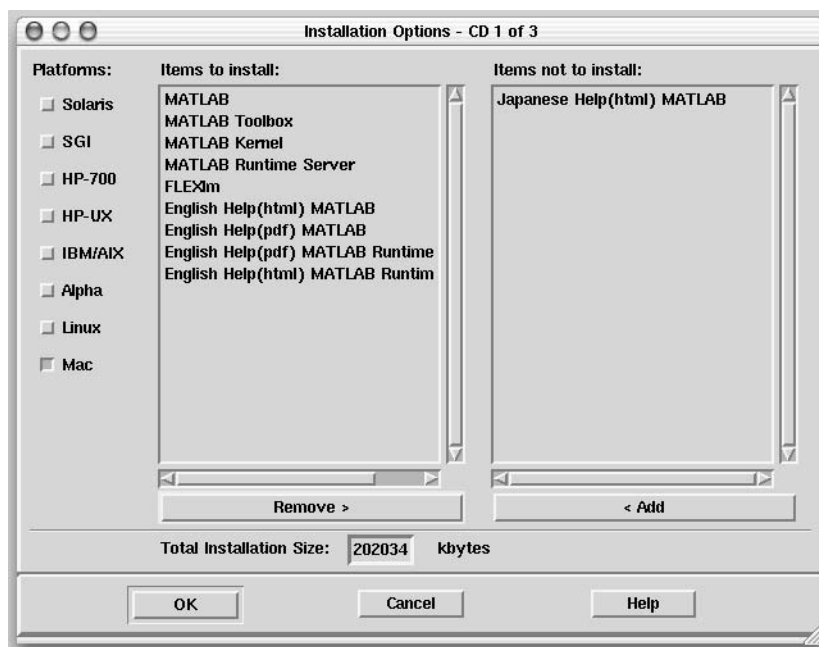 Installation Options - CD 1 of 3
Platforms:
Solaris
SGI
HP-700
HP-UX
IBM/AIX
Alpha
Linux
Mac
Items to install:
MATLAB
MATLAB Toolbox
MATLAB Kernel
MATLAB Runtime Server
FLEXlm
English Help(html) MATLAB
English Help(pdf) MATLAB
English Help(pdf) MATLAB Runtime
English Help(html) MATLAB Runtim
Remove >
Items not to install:
Japanese Help(html) MATLAB
< Add
Total Installation Size: 202034 kbytes
OK
Cancel
Help